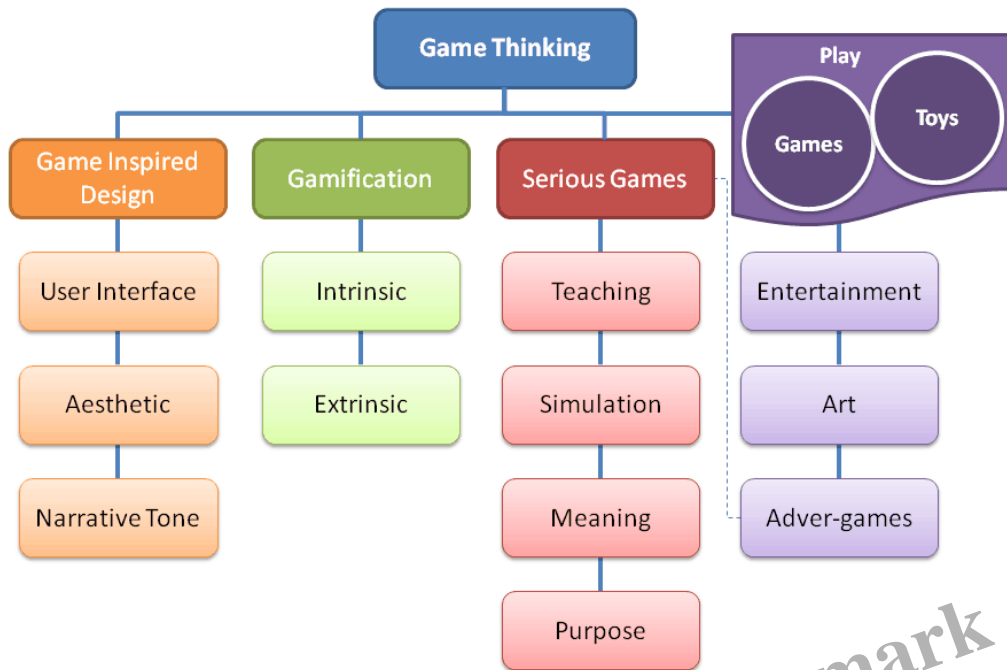 Game Thinking
Play
Games
Toys
Game Inspired
Design
Gamification
Serious Games
User Interface
Intrinsic
Teaching
Entertainment
Aesthetic
Extrinsic
Simulation
Art
Narrative Tone
Meaning
Adver-games
Purpose
mark